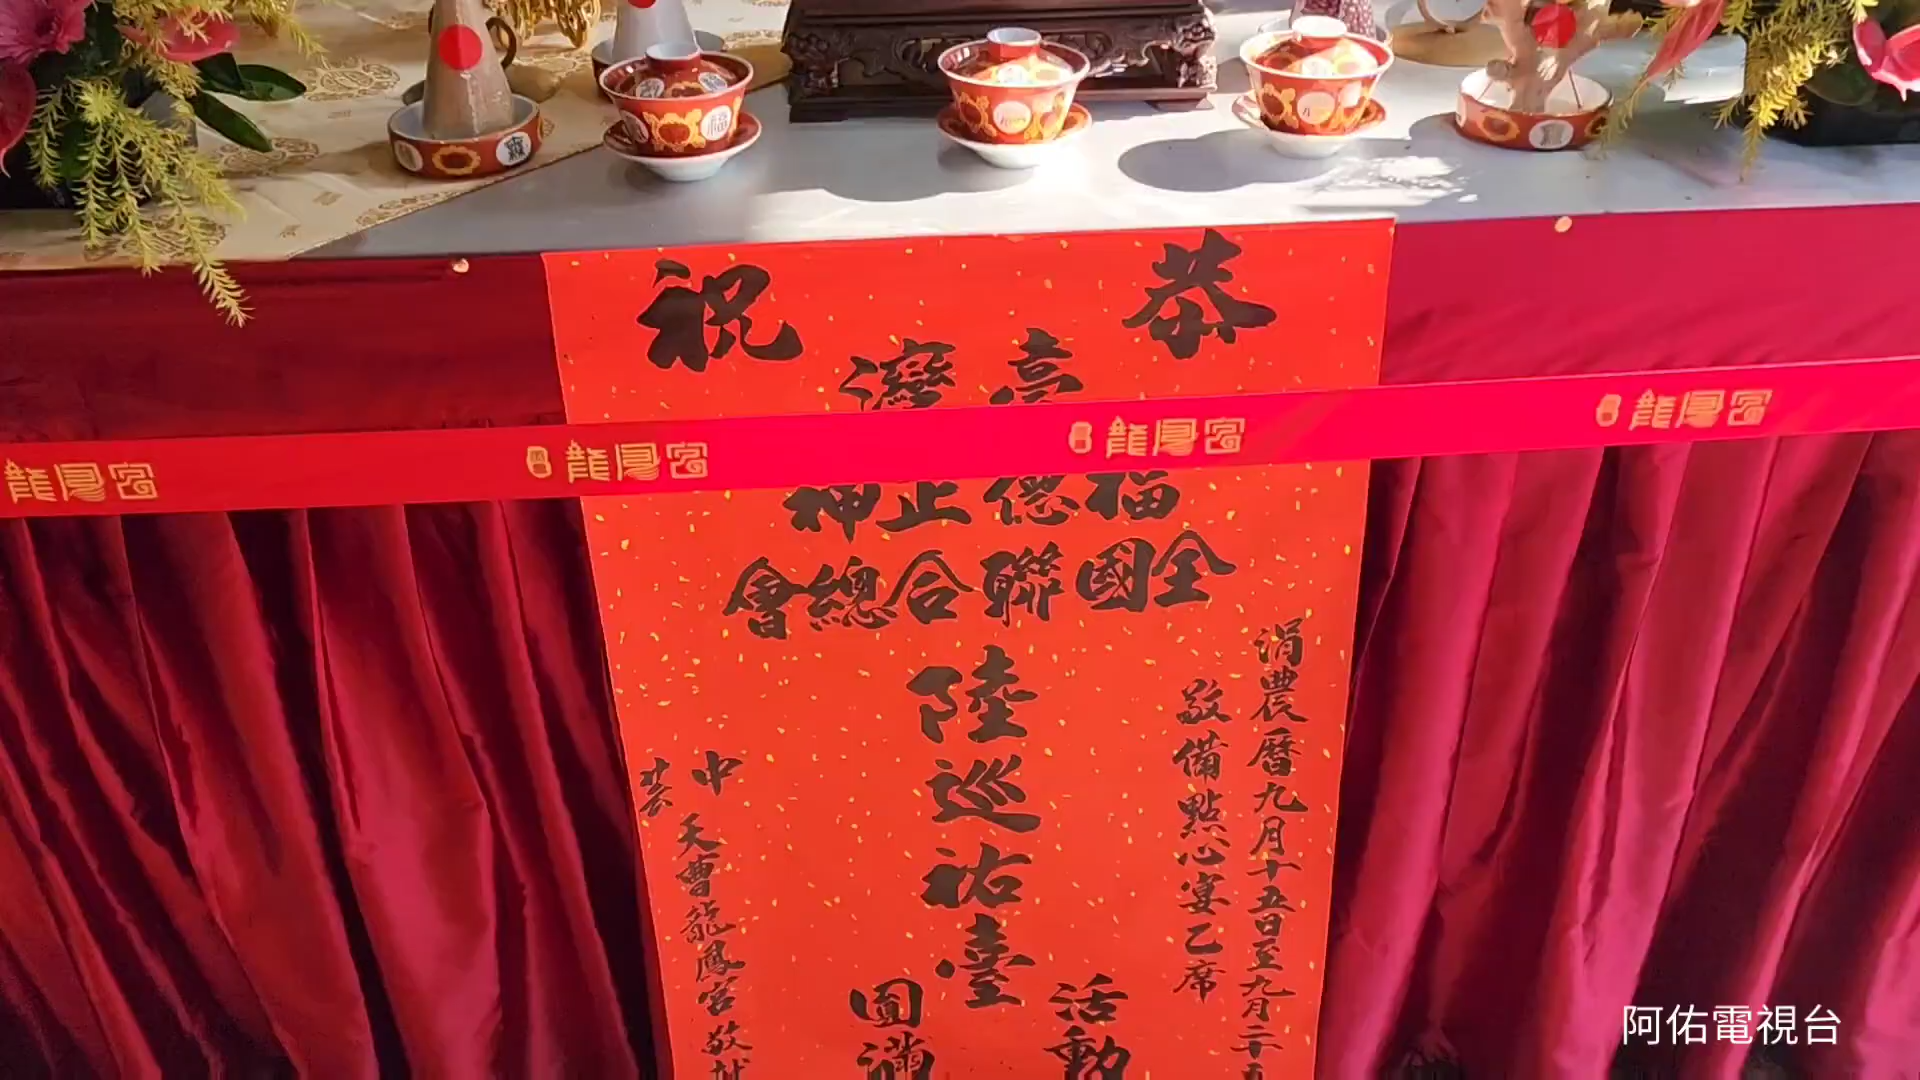 恭祝
臺灣
龍鳳宮
龍鳳宮
龍鳳宮
龍鳳宮
福德正神
全國聯合總會
陸巡祐臺
活動
圓滿
涓農曆九月十五日至九月二十五
敬備點心宴乙席
中天曹龍鳳宮敬
福
阿佑電視台